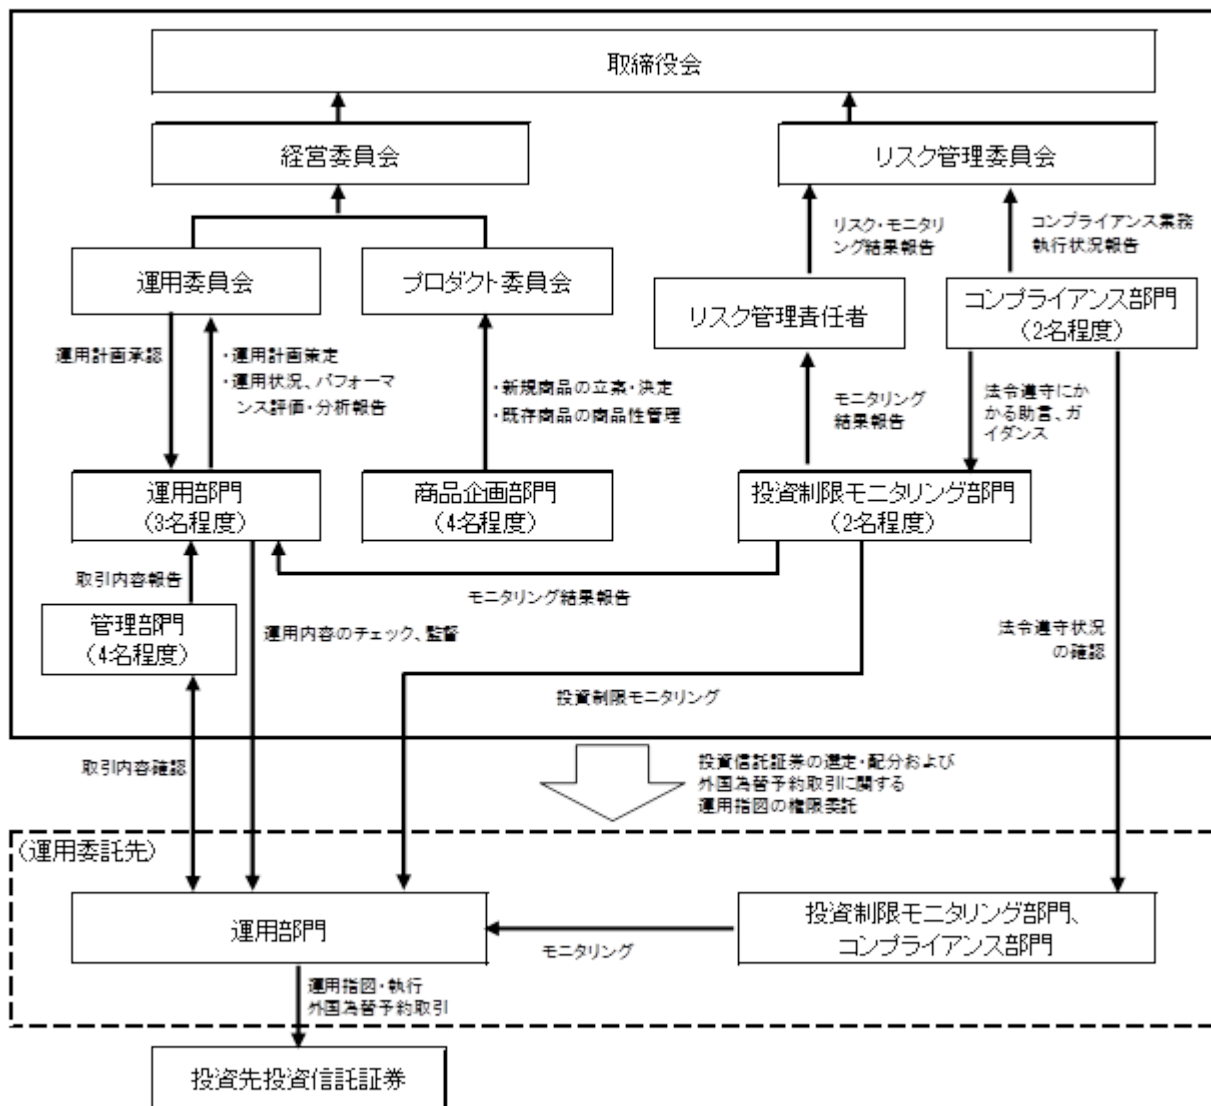 取締役会
経営委員会
リスク管理委員会
リスク・モニタリ
ング結果報告
コンプライアンス業務
執行状況報告
運用委員会
プロダクト委員会
リスク管理責任者
コンプライアンス部門
(2名程度)
運用計画承認
・運用計画策定
・運用状況、パフォーマ
ンス評価・分析報告
・新規商品の立案・決定
・既存商品の商品性管理
モニタリング
結果報告
法令遵守にか
かる助言、ガ
イダンス
運用部門
(3名程度)
商品企画部門
(4名程度)
投資制限モニタリング部門
(2名程度)
取引内容報告
モニタリング結果報告
管理部門
(4名程度)
運用内容のチェック、監督
法令遵守状況
の確認
投資制限モニタリング
取引内容確認
投資信託証券の選定・配分および
外国為替予約取引に関する
運用指図の権限委託
(運用委託先)
運用部門
モニタリング
投資制限モニタリング部門、
コンプライアンス部門
運用指図・執行
外国為替予約取引
投資先投資信託証券